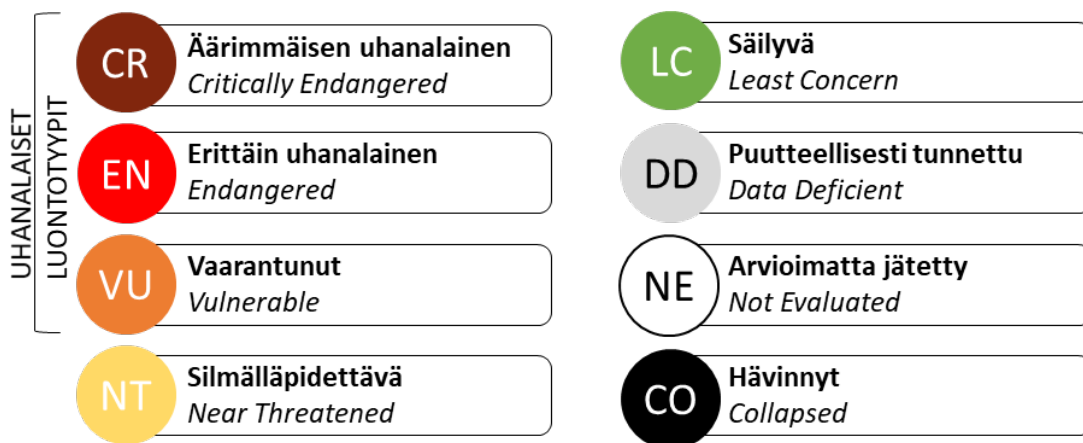 UHANALAISET
LUONTOTYYPIT
CR
Äärimmäisen uhanalainen
Critically Endangered
EN
Erittäin uhanalainen
Endangered
VU
Vaarantunut
Vulnerable
NT
Silmälläpidettävä
Near Threatened
LC
Säilyvä
Least Concern
DD
Puutteellisesti tunnettu
Data Deficient
NE
Arvioimatta jätetty
Not Evaluated
CO
Hävinnyt
Collapsed